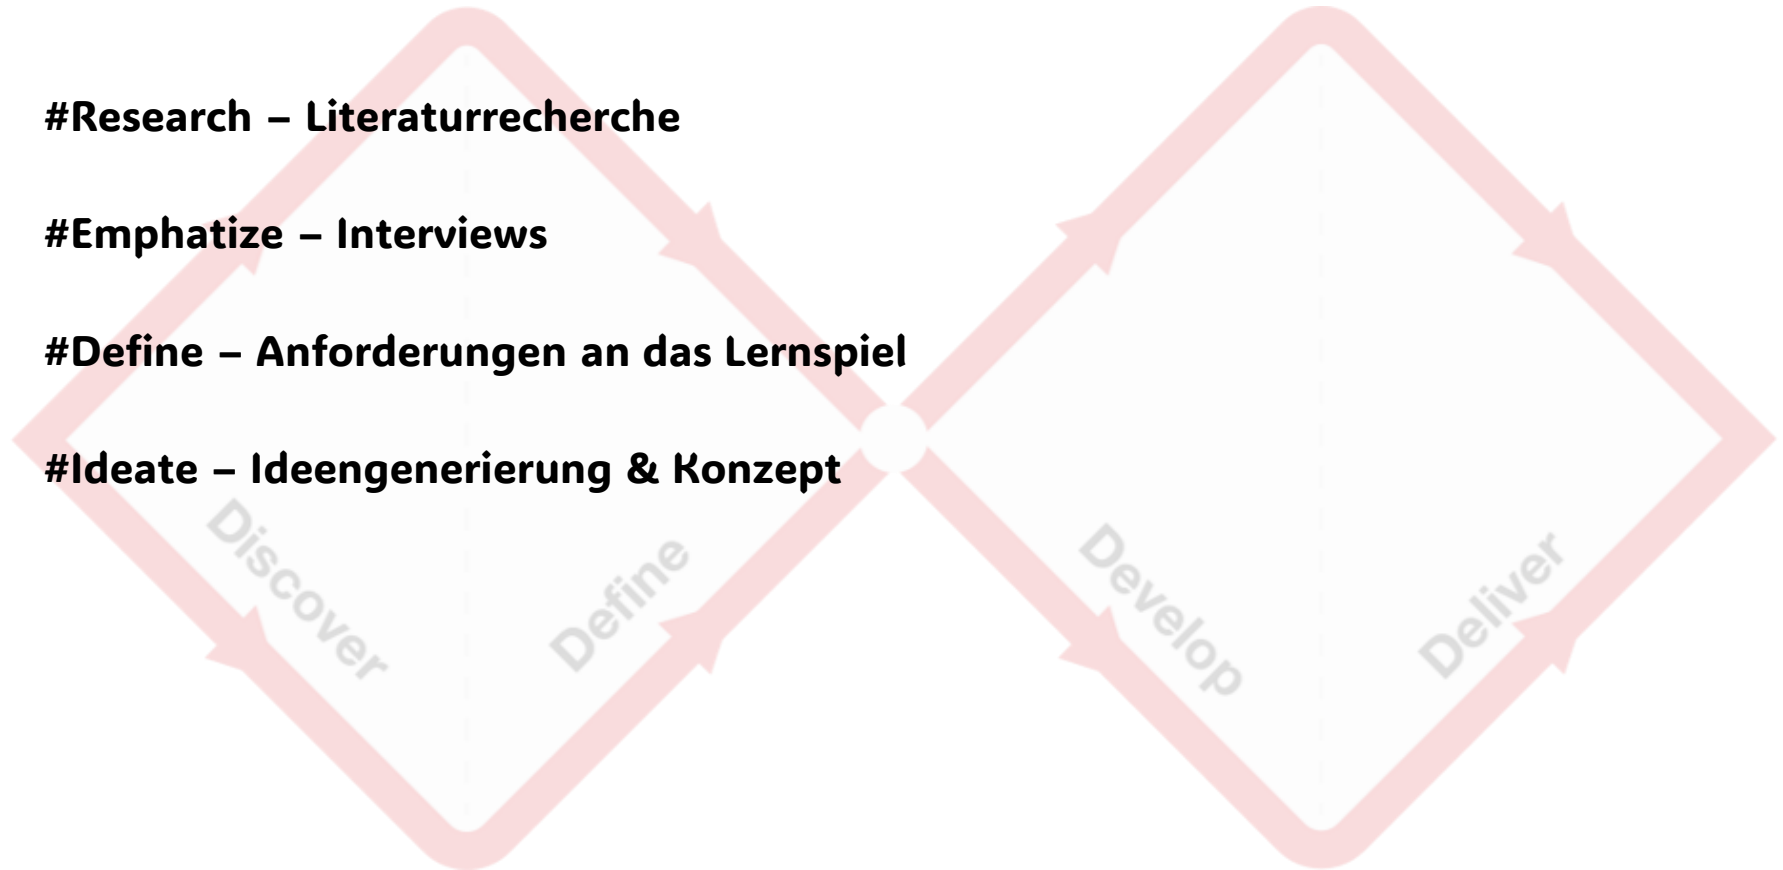 #Research – Literaturrecherche
#Emphatize – Interviews
#Define – Anforderungen an das Lernspiel
#Ideate – Ideengenerierung & Konzept
Discover
Define
Develop
Deliver